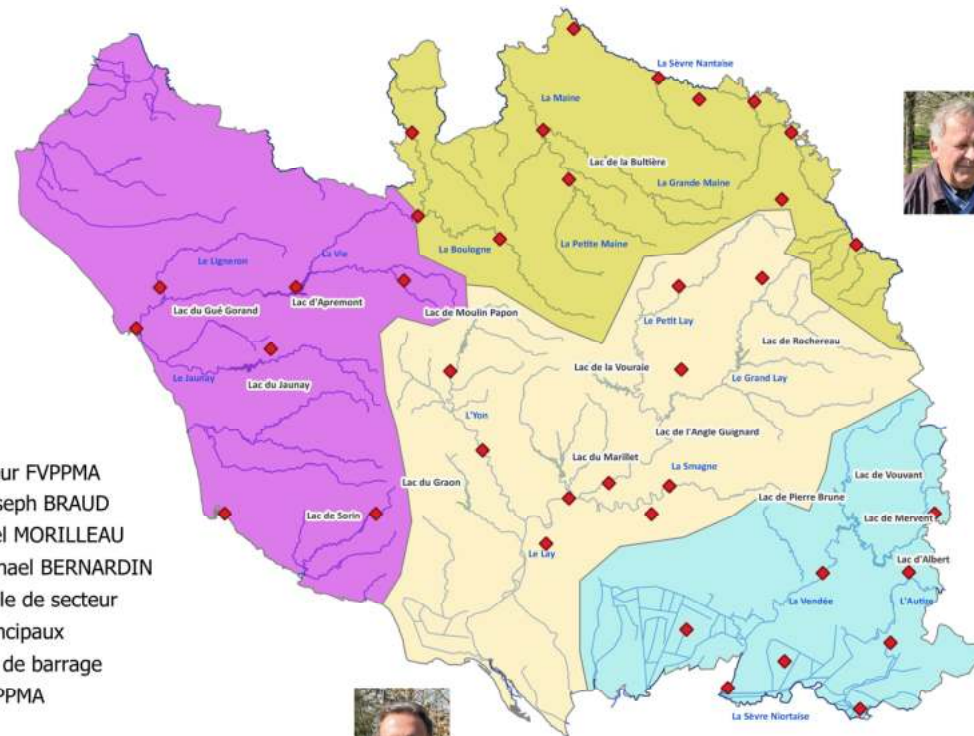 La Sèvre Nantaise
La Maine
Lac de la Bultière
La Grande Maine
La Boulogne
La Petite Maine
Le Ligneron
La Vie
Lac d'Apremont
Lac du Gué Gorand
Lac de Moulin Papon
Le Petit Lay
Lac de Rochereau
Lac de la Vouraie
Le Jaunay
Le Grand Lay
Lac du Jaunay
L'Yon
Lac de l'Angle Guignard
Lac du Marillet
La Smagne
Lac du Graon
Lac de Vouvant
Lac de Pierre Brune
Lac de Sorin
Lac de Mervent
Le Lay
Lac d'Albert
La Vendée
L'Autize
La Sèvre Niortaise
ur FVPPMA
seph BRAUD
el MORILLEAU
hael BERNARDIN
le de secteur
ncipaux
de barrage
PPMA